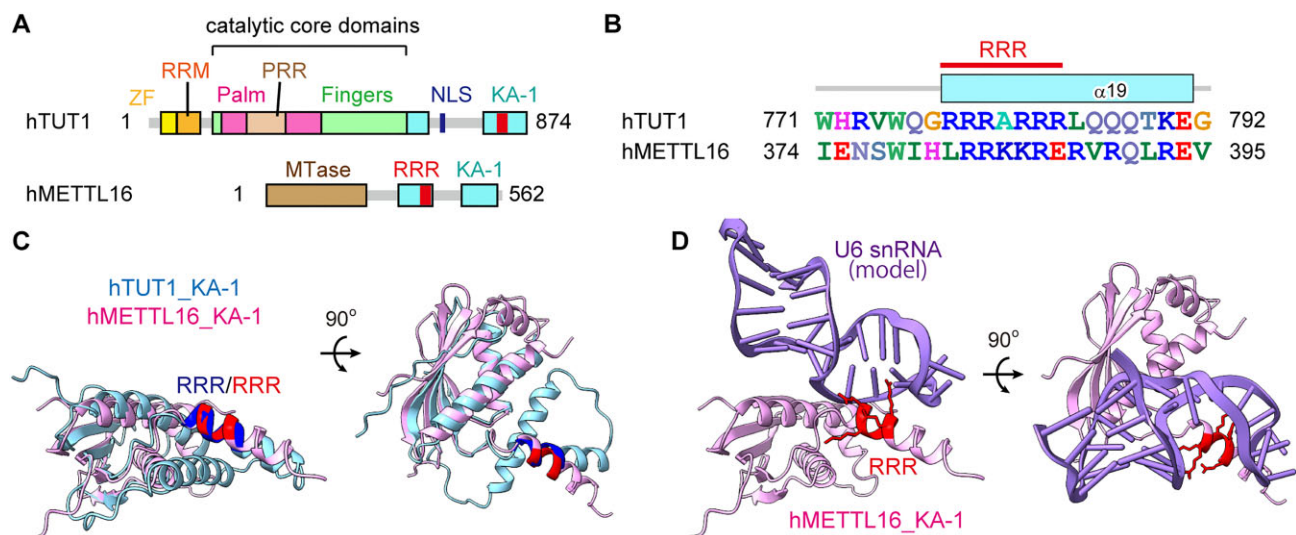 A
catalytic core domains
RRM
PRR
ZF
Palm
Fingers
NLS
KA-1
hTUT1
1
874
MTase
RRR
KA-1
hMETTL16
1
562
B
RRR
α19
hTUT1 771 WHRVWQGRRRARRRLQQQTKEG 792
hMETTL16 374 IENSWIHLRRKKRERVRQLREV 395
C
hTUT1_KA-1
hMETTL16_KA-1
90°
RRR/RRR
D
U6 snRNA
(model)
90°
RRR
hMETTL16_KA-1